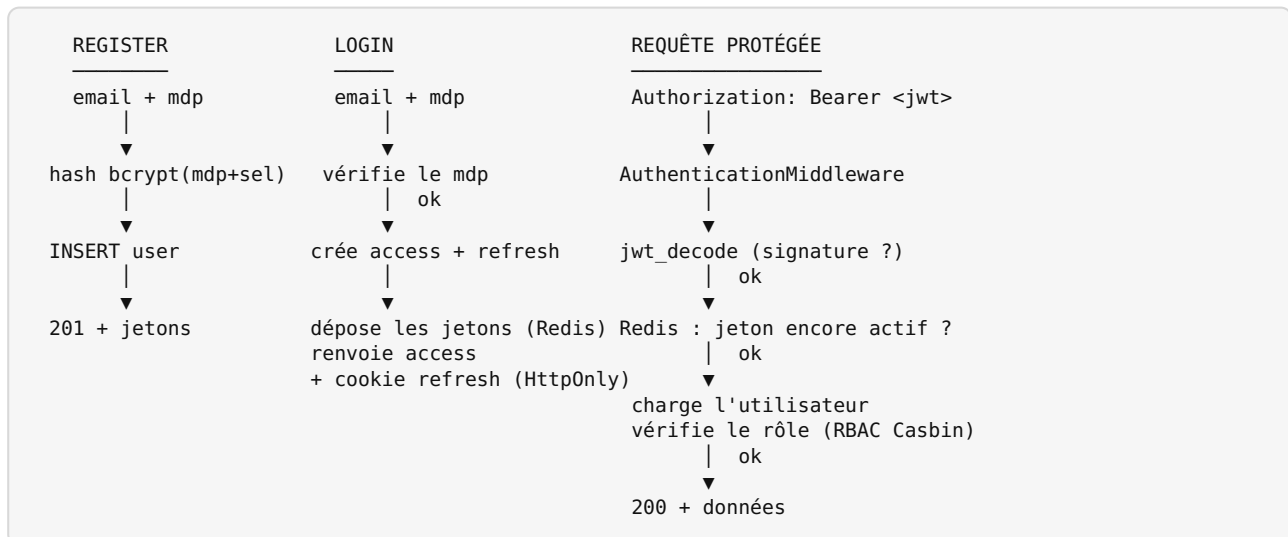 REGISTER LOGIN REQUÊTE PROTÉGÉE
email + mdp email + mdp Authorization: Bearer <jwt>
hash bcrypt(mdp+sel) vérifie le mdp AuthenticationMiddleware
ok
INSERT user crée access + refresh jwt_decode (signature ?)
ok
201 + jetons dépose les jetons (Redis) Redis : jeton encore actif ?
renvoie access ok
+ cookie refresh (HttpOnly)
charge l'utilisateur
vérifie le rôle (RBAC Casbin)
ok
200 + données